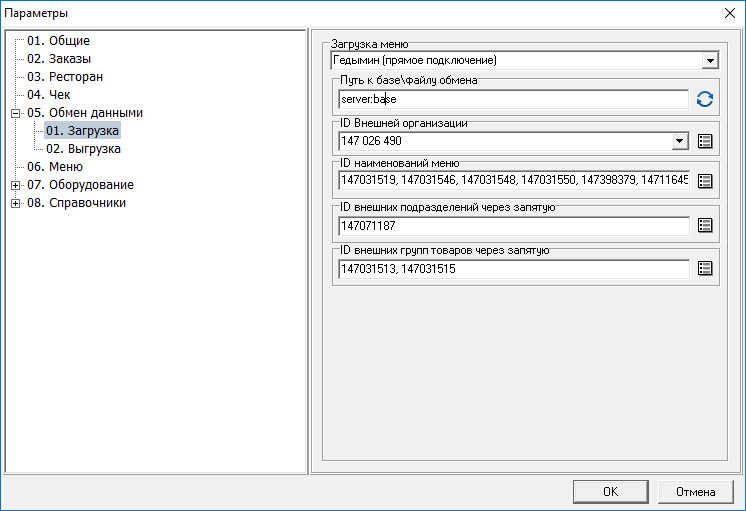 Параметры
01. Общие
02. Заказы
03. Ресторан
04. Чек
05. Обмен данными
01. Загрузка
02. Выгрузка
06. Меню
07. Оборудование
08. Справочники
Загрузка меню
Гедымин (прямое подключение)
Путь к базе\файлу обмена
server:base
ID Внешней организации
147 026 490
ID наименований меню
147031519, 147031546, 147031548, 147031550, 147398379, 14711645
ID внешних подразделений через запятую
147071187
ID внешних групп товаров через запятую
147031513, 147031515
OK
Отмена